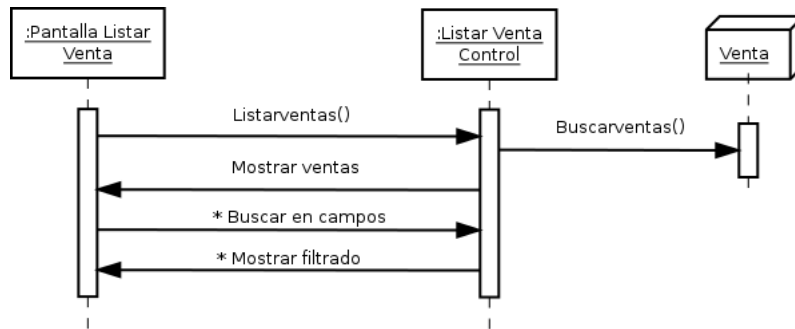 :Pantalla Listar
Venta
:Listar Venta
Control
Venta
Listarventas()
Buscarventas()
Mostrar ventas
* Buscar en campos
* Mostrar filtrado